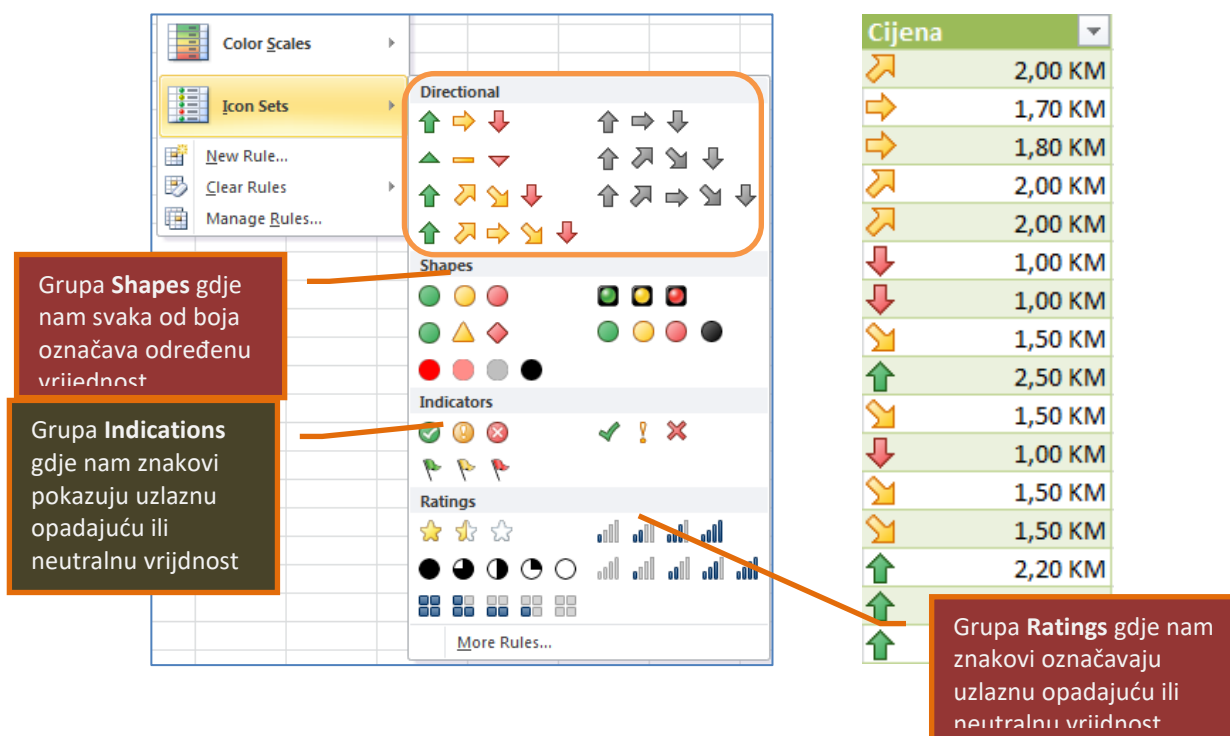 Color Scales
Icon Sets
New Rule...
Clear Rules
Manage Rules...
Directional
Shapes
Indicators
Ratings
More Rules...
Grupa Shapes gdje
nam svaka od boja
označava određenu
vrijednost
Grupa Indications
gdje nam znakovi
pokazuju uzlaznu
opadajuću ili
neutralnu vrijdnost
Cijena
2,00 KM
1,70 KM
1,80 KM
2,00 KM
2,00 KM
1,00 KM
1,00 KM
1,50 KM
2,50 KM
1,50 KM
1,00 KM
1,50 KM
1,50 KM
2,20 KM
Grupa Ratings gdje nam
znakovi označavaju
uzlaznu opadajuću ili
neutralnu vrijdnost